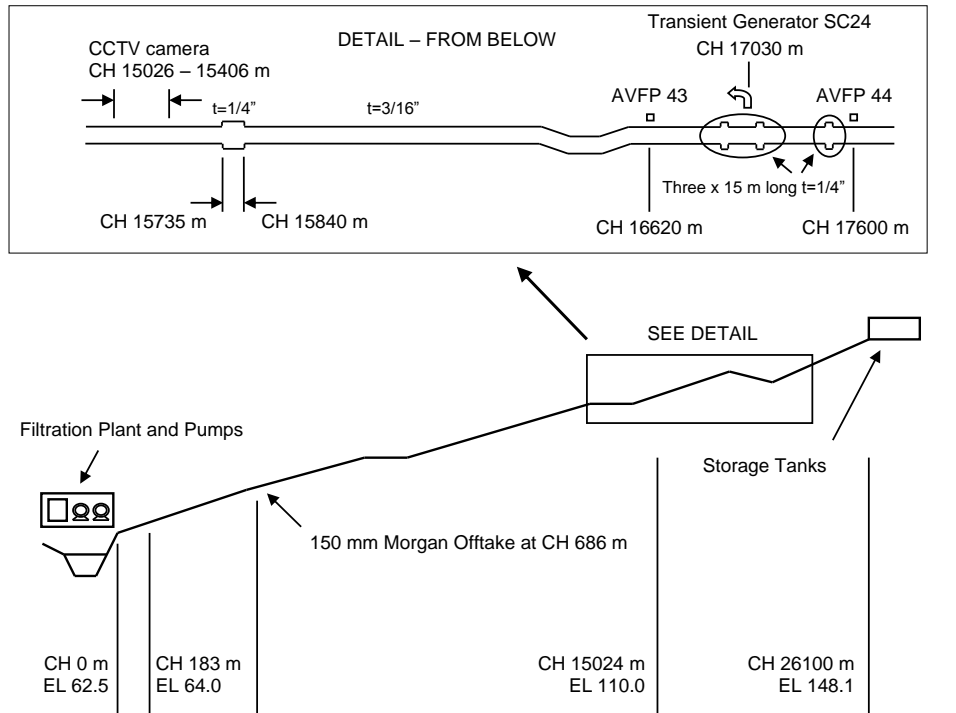 Transient Generator SC24
CH 17030 m
DETAIL – FROM BELOW
CCTV camera
CH 15026 – 15406 m
t=1/4”
t=3/16”
AVFP 43
AVFP 44
Three x 15 m long t=1/4”
CH 15735 m
CH 15840 m
CH 16620 m
CH 17600 m
SEE DETAIL
Filtration Plant and Pumps
Storage Tanks
150 mm Morgan Offtake at CH 686 m
CH 0 m
EL 62.5
CH 183 m
EL 64.0
CH 15024 m
EL 110.0
CH 26100 m
EL 148.1